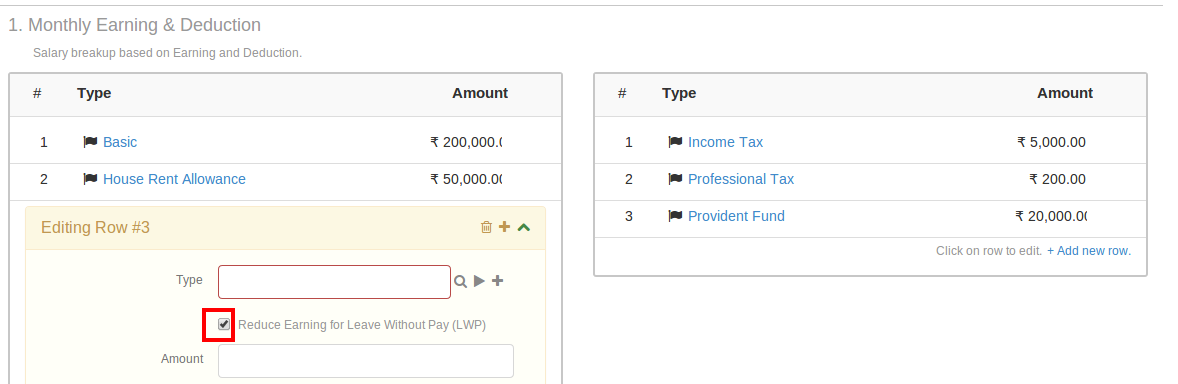 1. Monthly Earning & Deduction
Salary breakup based on Earning and Deduction.
# Type Amount
1 Basic ₹ 200,000.0
2 House Rent Allowance ₹ 50,000.00
Editing Row #3
Type
Reduce Earning for Leave Without Pay (LWP)
Amount
# Type Amount
1 Income Tax ₹ 5,000.00
2 Professional Tax ₹ 200.00
3 Provident Fund ₹ 20,000.00
Click on row to edit. + Add new row.